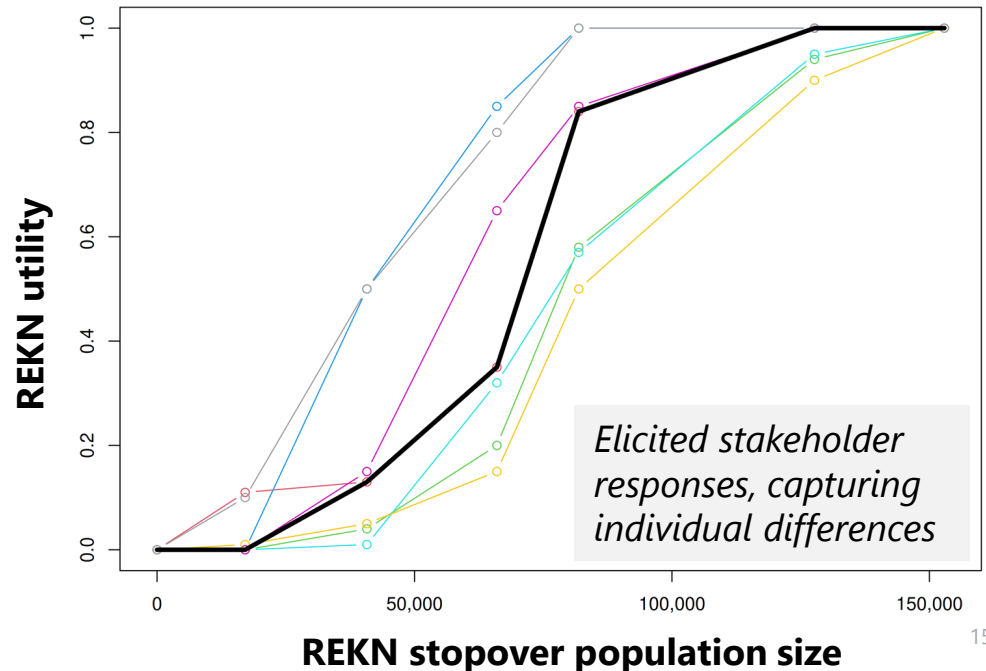 1.0
0.8
0.6
0.4
0.2
0.0
REKN utility
Elicited stakeholder
responses, capturing
individual differences
0
50,000
100,000
150,000
REKN stopover population size
15